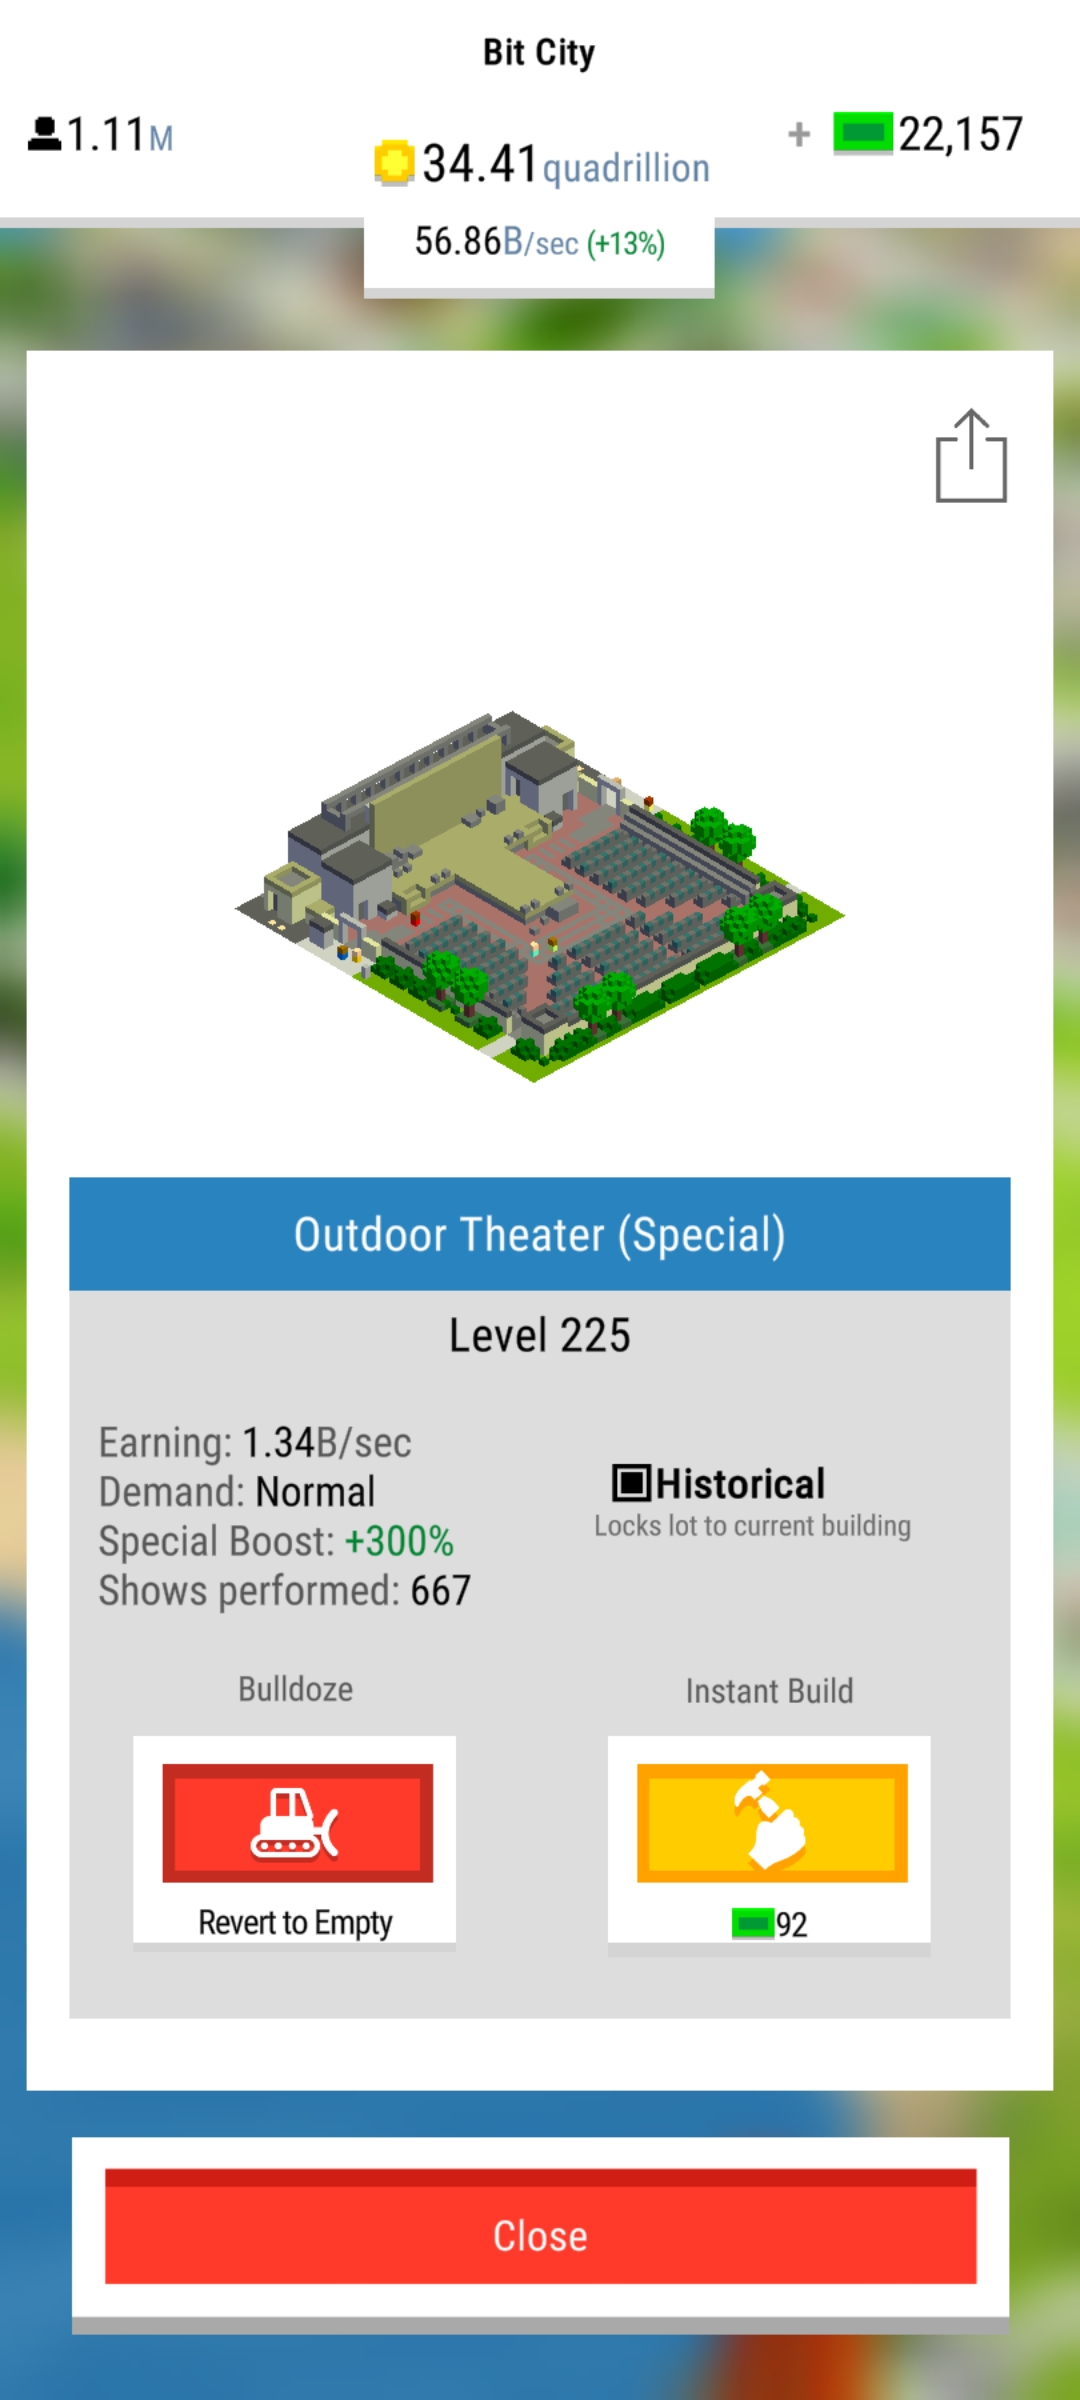 Bit City
1.11M
+ 22,157
34.41quadrillion
56.86B/sec (+13%)
Outdoor Theater (Special)
Level 225
Earning: 1.34B/sec
Demand: Normal
Special Boost: +300%
Shows performed: 667
Historical
Locks lot to current building
Bulldoze
Instant Build
Revert to Empty
92
Close